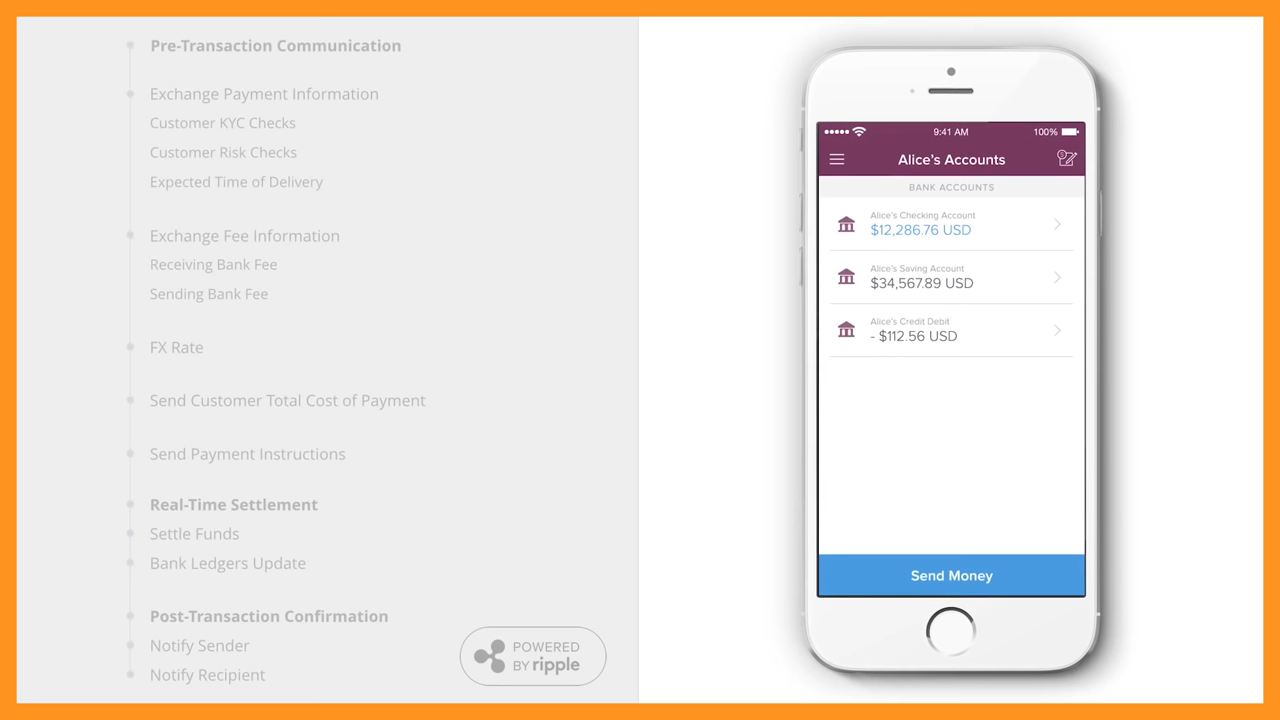 Pre-Transaction Communication
Exchange Payment Information
Customer KYC Checks
Customer Risk Checks
Expected Time of Delivery
Exchange Fee Information
Receiving Bank Fee
Sending Bank Fee
FX Rate
Send Customer Total Cost of Payment
Send Payment Instructions
Real-Time Settlement
Settle Funds
Bank Ledgers Update
Post-Transaction Confirmation
Notify Sender
Notify Recipient
POWERED
BY ripple
9:41 AM 100%
Alice's Accounts
BANK ACCOUNTS
Alice's Checking Account
$12,286.76 USD
Alice's Saving Account
$34,567.89 USD
Alice's Credit Debit
- $112.56 USD
Send Money